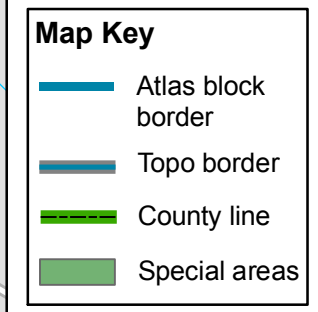 Map Key
Atlas block
border
Topo border
County line
Special areas